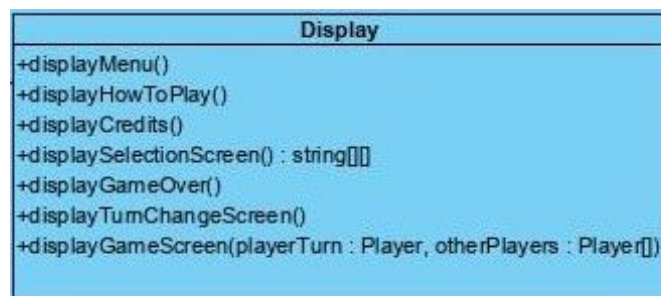 Display
+displayMenu()
+displayHowToPlay()
+displayCredits()
+displaySelectionScreen() : string[][]
+displayGameOver()
+displayTurnChangeScreen()
+displayGameScreen(playerTurn : Player, otherPlayers : Player[])